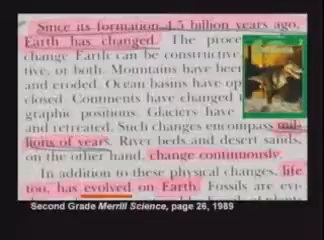 Since its formation 4.5 billion years ago,
Earth has changed. The proce
change Earth can be constructive,
tive, or both. Mountains have been
and eroded. Ocean basins have op
closed. Continents have changed
graphic positions. Glaciers have
and retreated. Such changes encompass mil-
lions of years. River beds and desert sands,
on the other hand, change continuously.
In addition to these physical changes, life
too, has evolved on Earth. Fossils are evi-
Second Grade Merrill Science, page 26, 1989